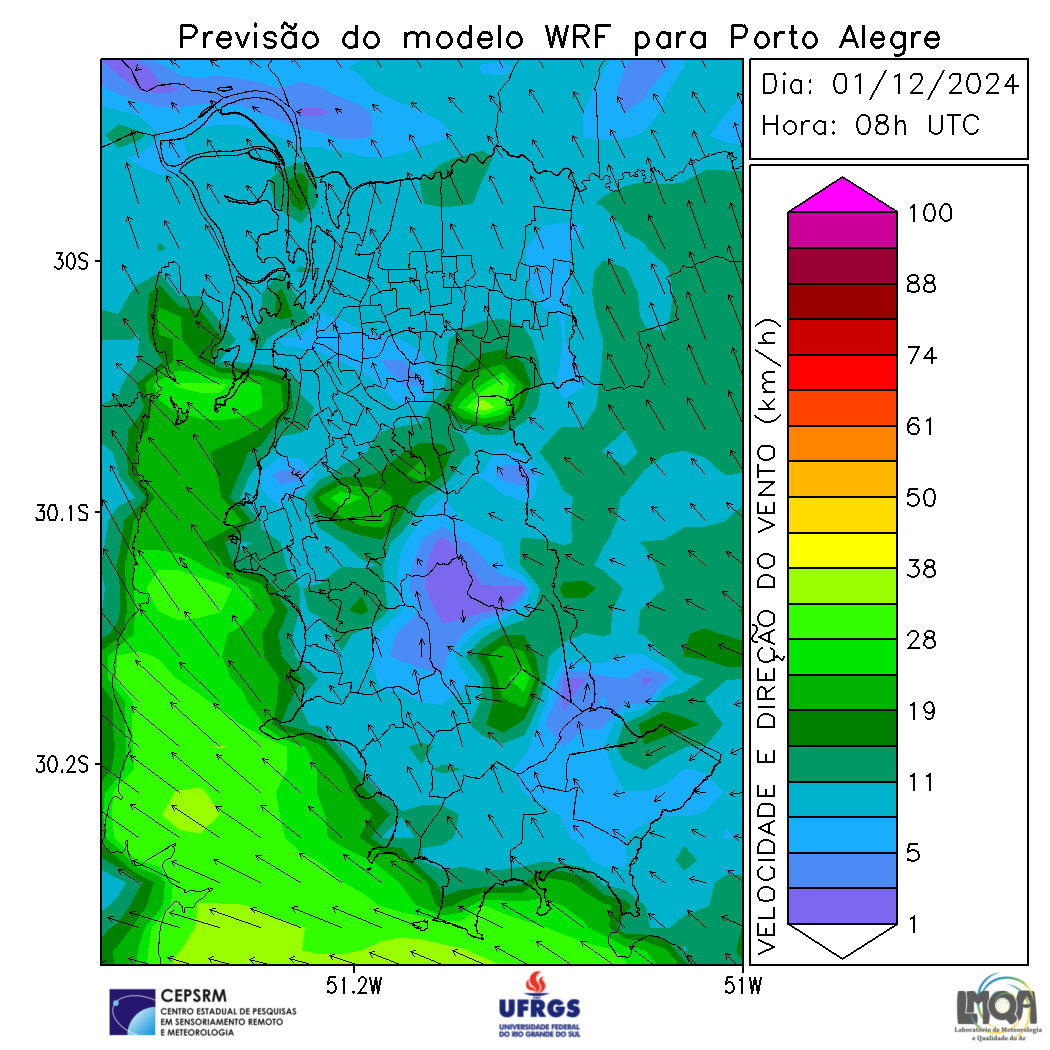 Previsão do modelo WRF para Porto Alegre
Dia: 01/12/2024
Hora: 08h UTC
30S
30.1S
30.2S
51.2W
51W
VELOCIDADE E DIREÇÃO DO VENTO (km/h)
100
88
74
61
50
38
28
19
11
5
1
CEPSRM
CENTRO ESTADUAL DE PESQUISAS
EM SENSORIAMENTO REMOTO
E METEOROLOGIA
UFRGS
UNIVERSIDADE FEDERAL
DO RIO GRANDE DO SUL
LMQA
Laboratório de Meteorologia
e Qualidade do Ar